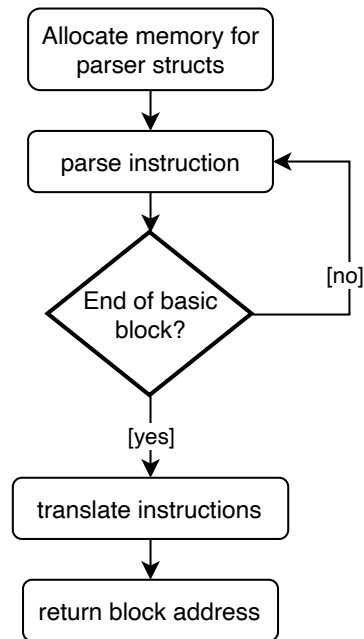 Allocate memory for
parser structs
parse instruction
End of basic
block?
[no]
[yes]
translate instructions
return block address